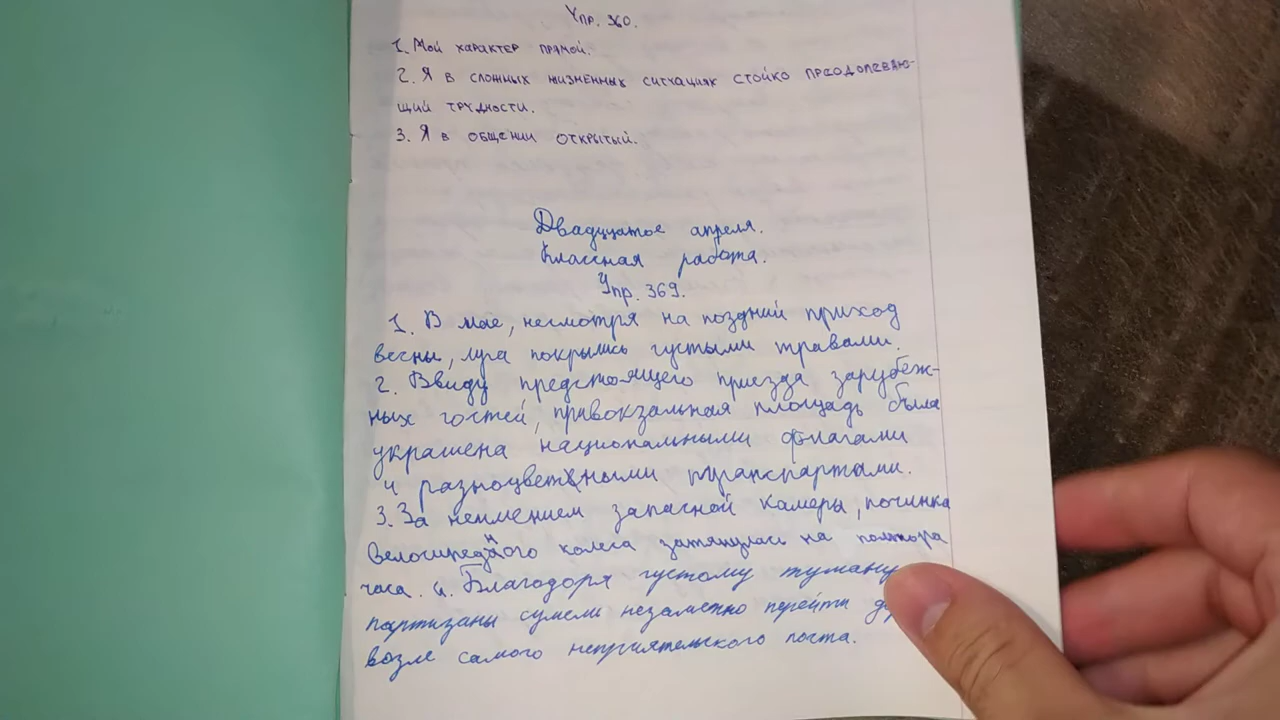 Упр. 360.
1. Мой характер прямой.
2. Я в сложных жизненных ситуациях стойко преодолеваю-
щий трудности.
3. Я в общении открытый.
Двадцатое апреля.
Классная работа.
Упр. 369.
1. В мае, несмотря на поздний приход
весны, луга покрылись густыми травами.
2. Ввиду предстоящего приезда зарубеж-
ных гостей, привокзальная площадь была
украшена национальными флагами
и разноцветными транспартами.
3. За неимением запасной камеры, починка
велосипедного колеса затянулась на полтора
часа. 4. Благодоря густому туману
партизаны сумели незаметно перейти
возле самого неприятельского поста.